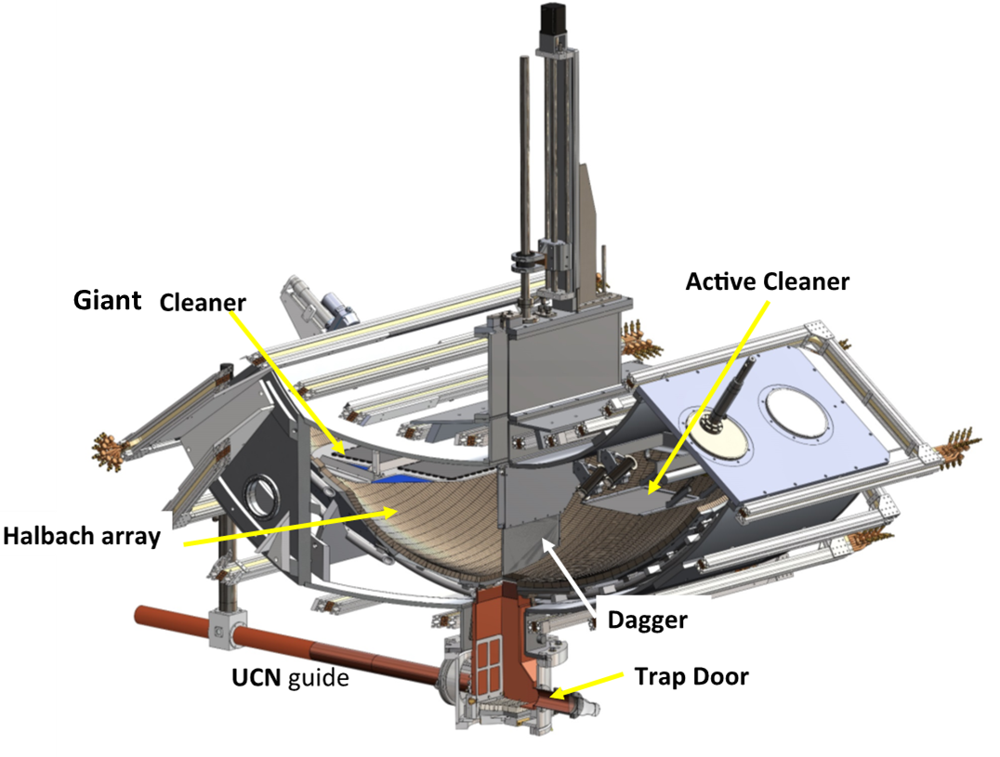 Active Cleaner
Giant Cleaner
Halbach array
Dagger
UCN guide
Trap Door